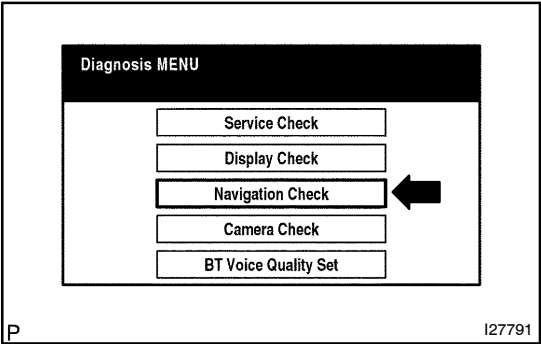 Diagnosis MENU
Service Check
Display Check
Navigation Check
Camera Check
BT Voice Quality Set
P
I27791